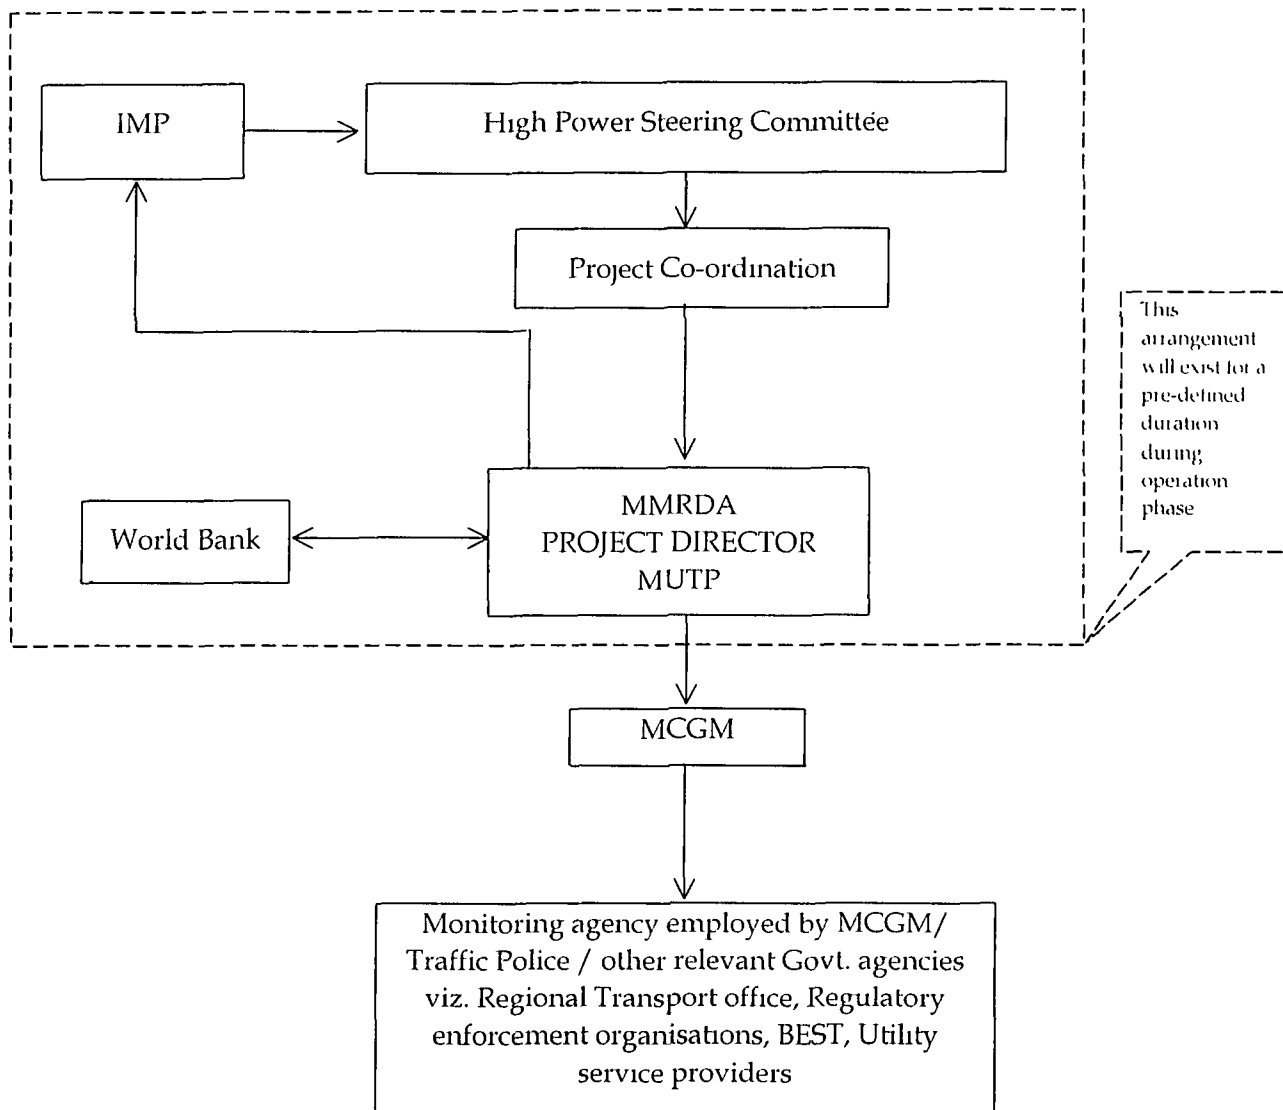 IMP
High Power Steering Committee
Project Co-ordination
This
arrangement
will exist for a
pre-defined
duration
during
operation
phase
World Bank
MMRDA
PROJECT DIRECTOR
MUTP
MCGM
Monitoring agency employed by MCGM/
Traffic Police / other relevant Govt. agencies
viz. Regional Transport office, Regulatory
enforcement organisations, BEST, Utility
service providers